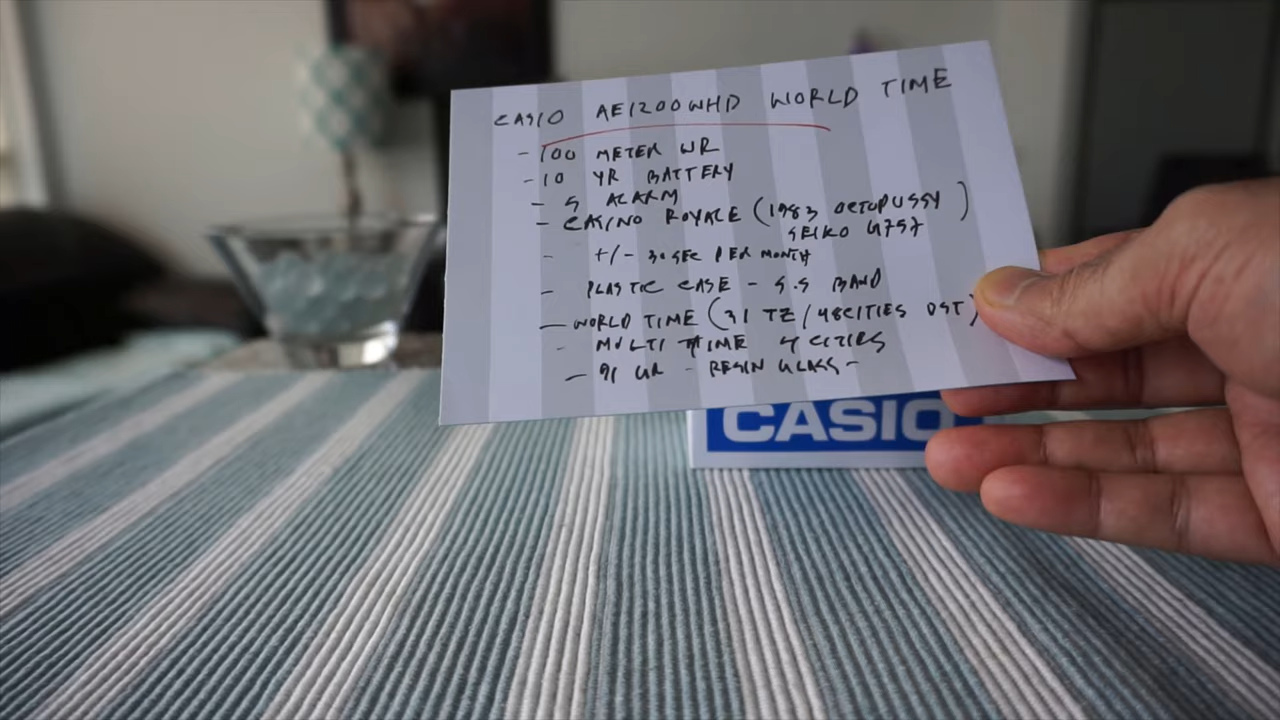 CASIO AE1200WHD WORLD TIME
- 100 METER WR
- 10 YR BATTERY
- 5 ALARM
- CASINO ROYALE (1983 OCTOPUSSY)
SEIKO G757
- +/- 30 SEC PER MONTH
- PLASTIC CASE - S.S BAND
- WORLD TIME (31 TZ/48CITIES DST)
- MULTI TIME 4 CITIES
- 91 GR - RESIN GLASS -
CASIO